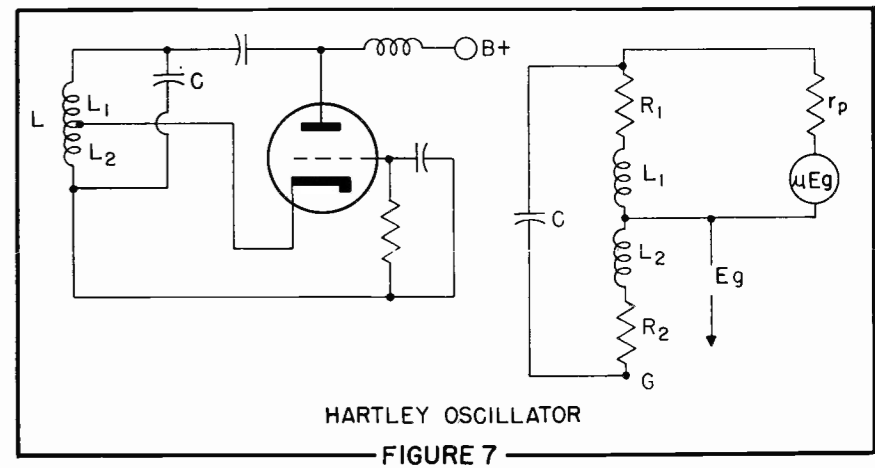 B+
C
L
L1
L2
R1
rp
L1
μEg
C
L2
Eg
R2
G
HARTLEY OSCILLATOR
FIGURE 7